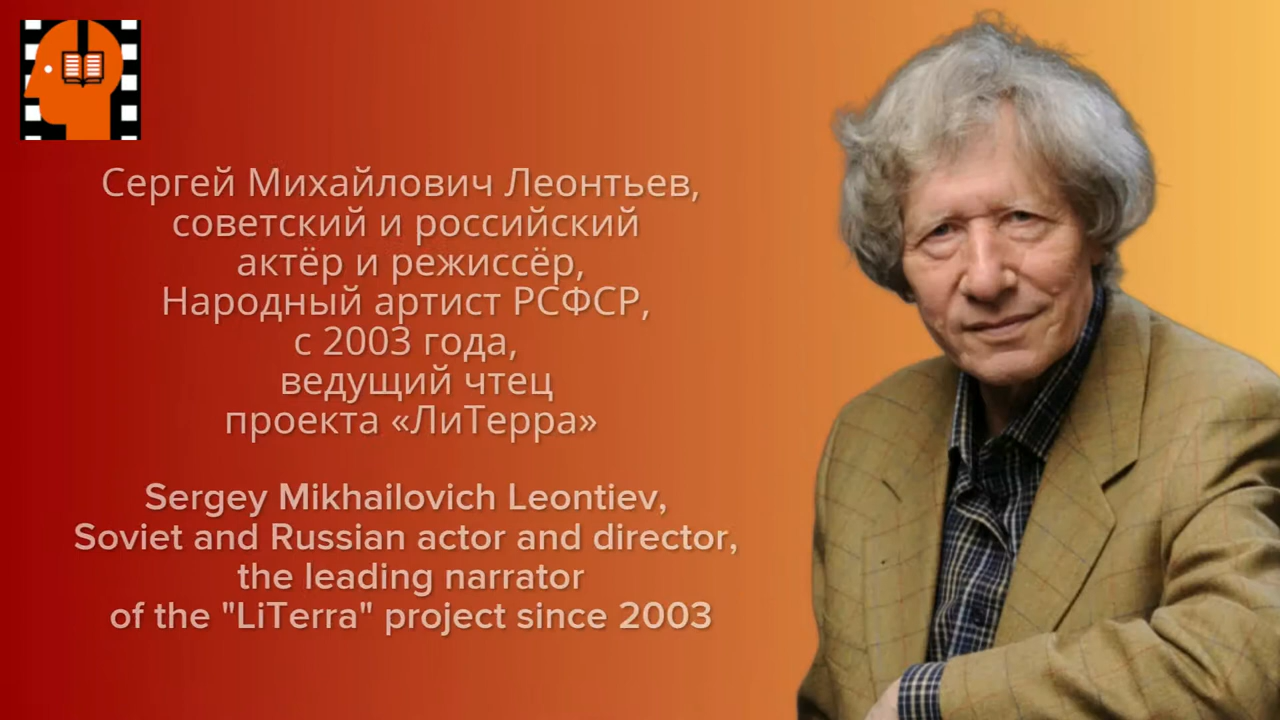 Сергей Михайлович Леонтьев,
советский и российский
актёр и режиссёр,
Народный артист РСФСР,
с 2003 года,
ведущий чтец
проекта «ЛиТерра»
Sergey Mikhailovich Leontiev,
Soviet and Russian actor and director,
the leading narrator
of the "LiTerra" project since 2003